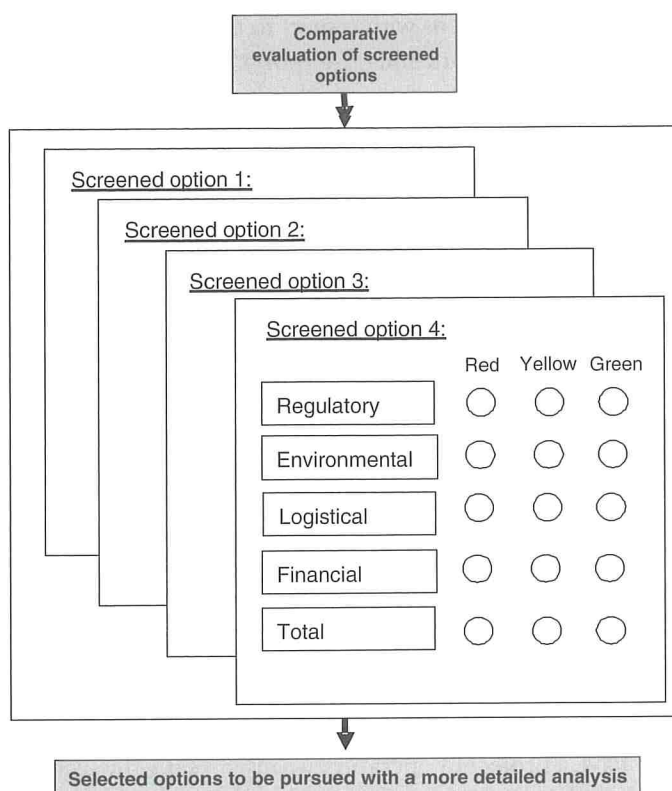 Comparative
evaluation of screened
options
Screened option 1:
Screened option 2:
Screened option 3:
Screened option 4:
Red Yellow Green
Regulatory
Environmental
Logistical
Financial
Total
Selected options to be pursued with a more detailed analysis